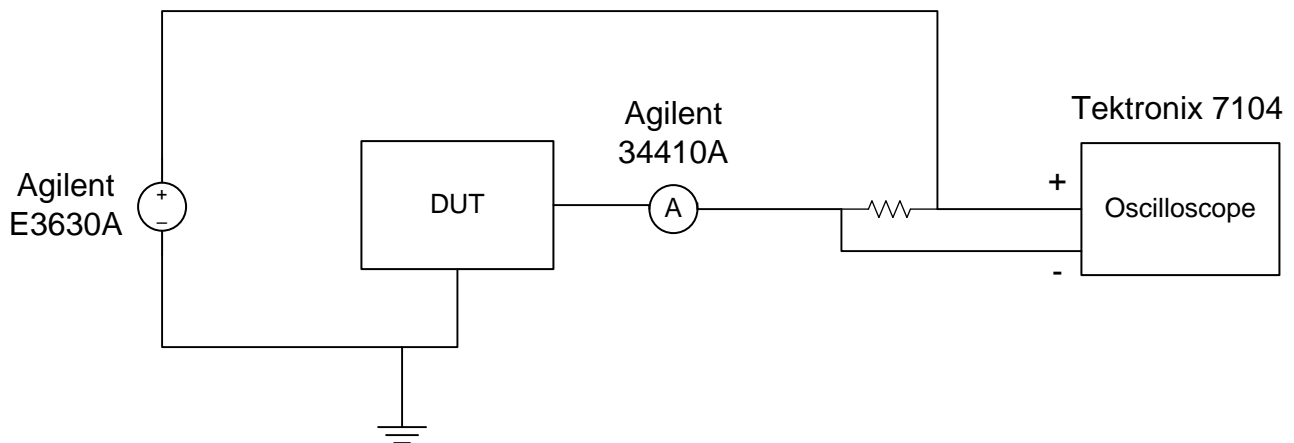 Agilent
E3630A
+
–
DUT
Agilent
34410A
A
Tektronix 7104
+
Oscilloscope
-